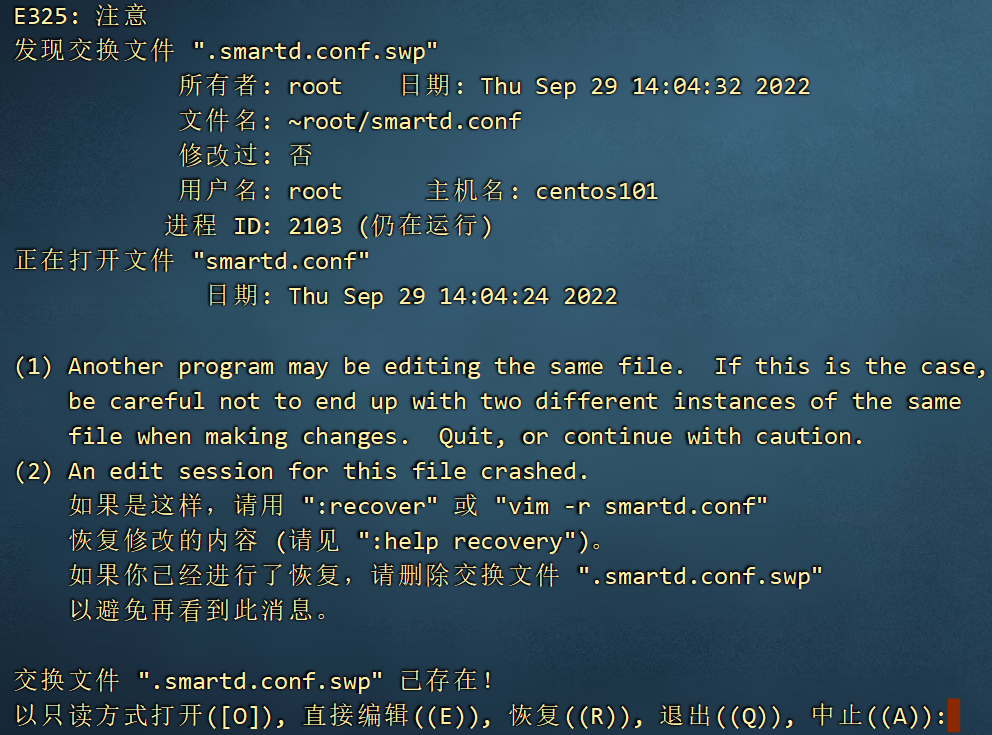 E325: 注意
发现交换文件 ".smartd.conf.swp"
所有者: root    日期: Thu Sep 29 14:04:32 2022
文件名: ~root/smartd.conf
修改过: 否
用户名: root      主机名: centos101
进程 ID: 2103 (仍在运行)
正在打开文件 "smartd.conf"
日期: Thu Sep 29 14:04:24 2022
(1) Another program may be editing the same file.  If this is the case,
be careful not to end up with two different instances of the same
file when making changes.  Quit, or continue with caution.
(2) An edit session for this file crashed.
如果是这样，请用 ":recover" 或 "vim -r smartd.conf"
恢复修改的内容 (请见 ":help recovery")。
如果你已经进行了恢复，请删除交换文件 ".smartd.conf.swp"
以避免再看到此消息。
交换文件 ".smartd.conf.swp" 已存在！
以只读方式打开([O]), 直接编辑((E)), 恢复((R)), 退出((Q)), 中止((A)):